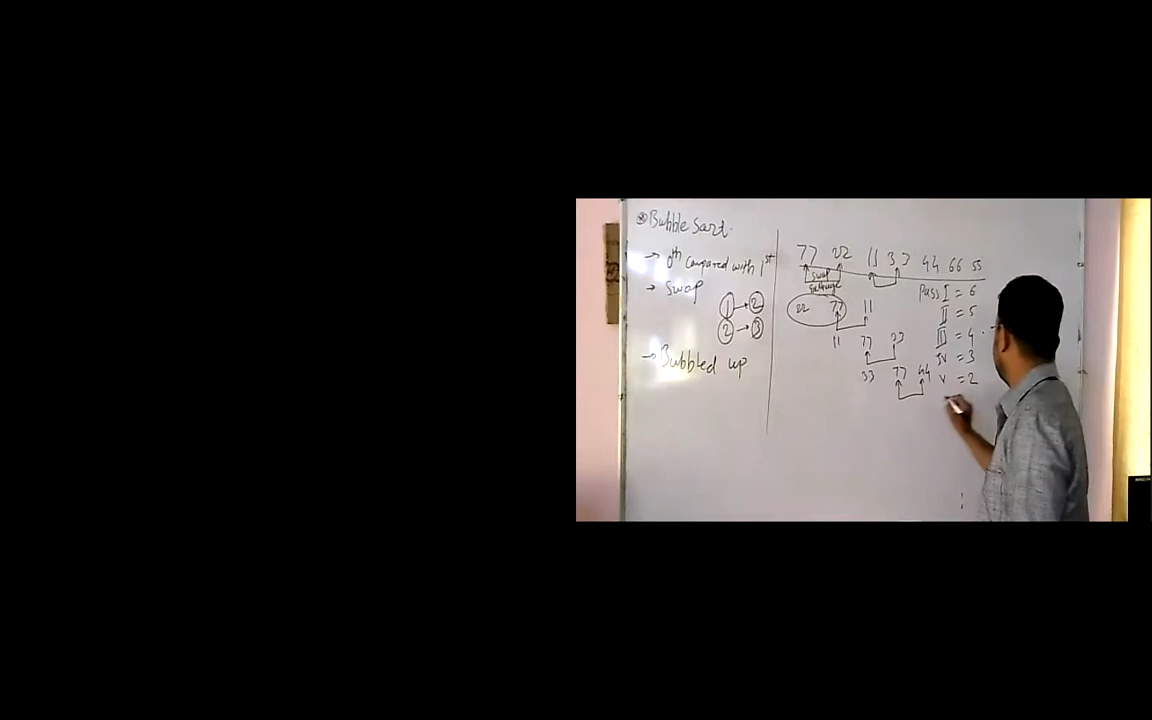 * Bubble Sort.
→ 0th compared with 1st
→ Swap
1 → 2
2 → 3
→ Bubbled up
77 22 11 33 44 66 55
swap
Pass I = 6
22 77 11
II = 5
11 77 33
III = 4
IV = 3
33 77 44
V = 2